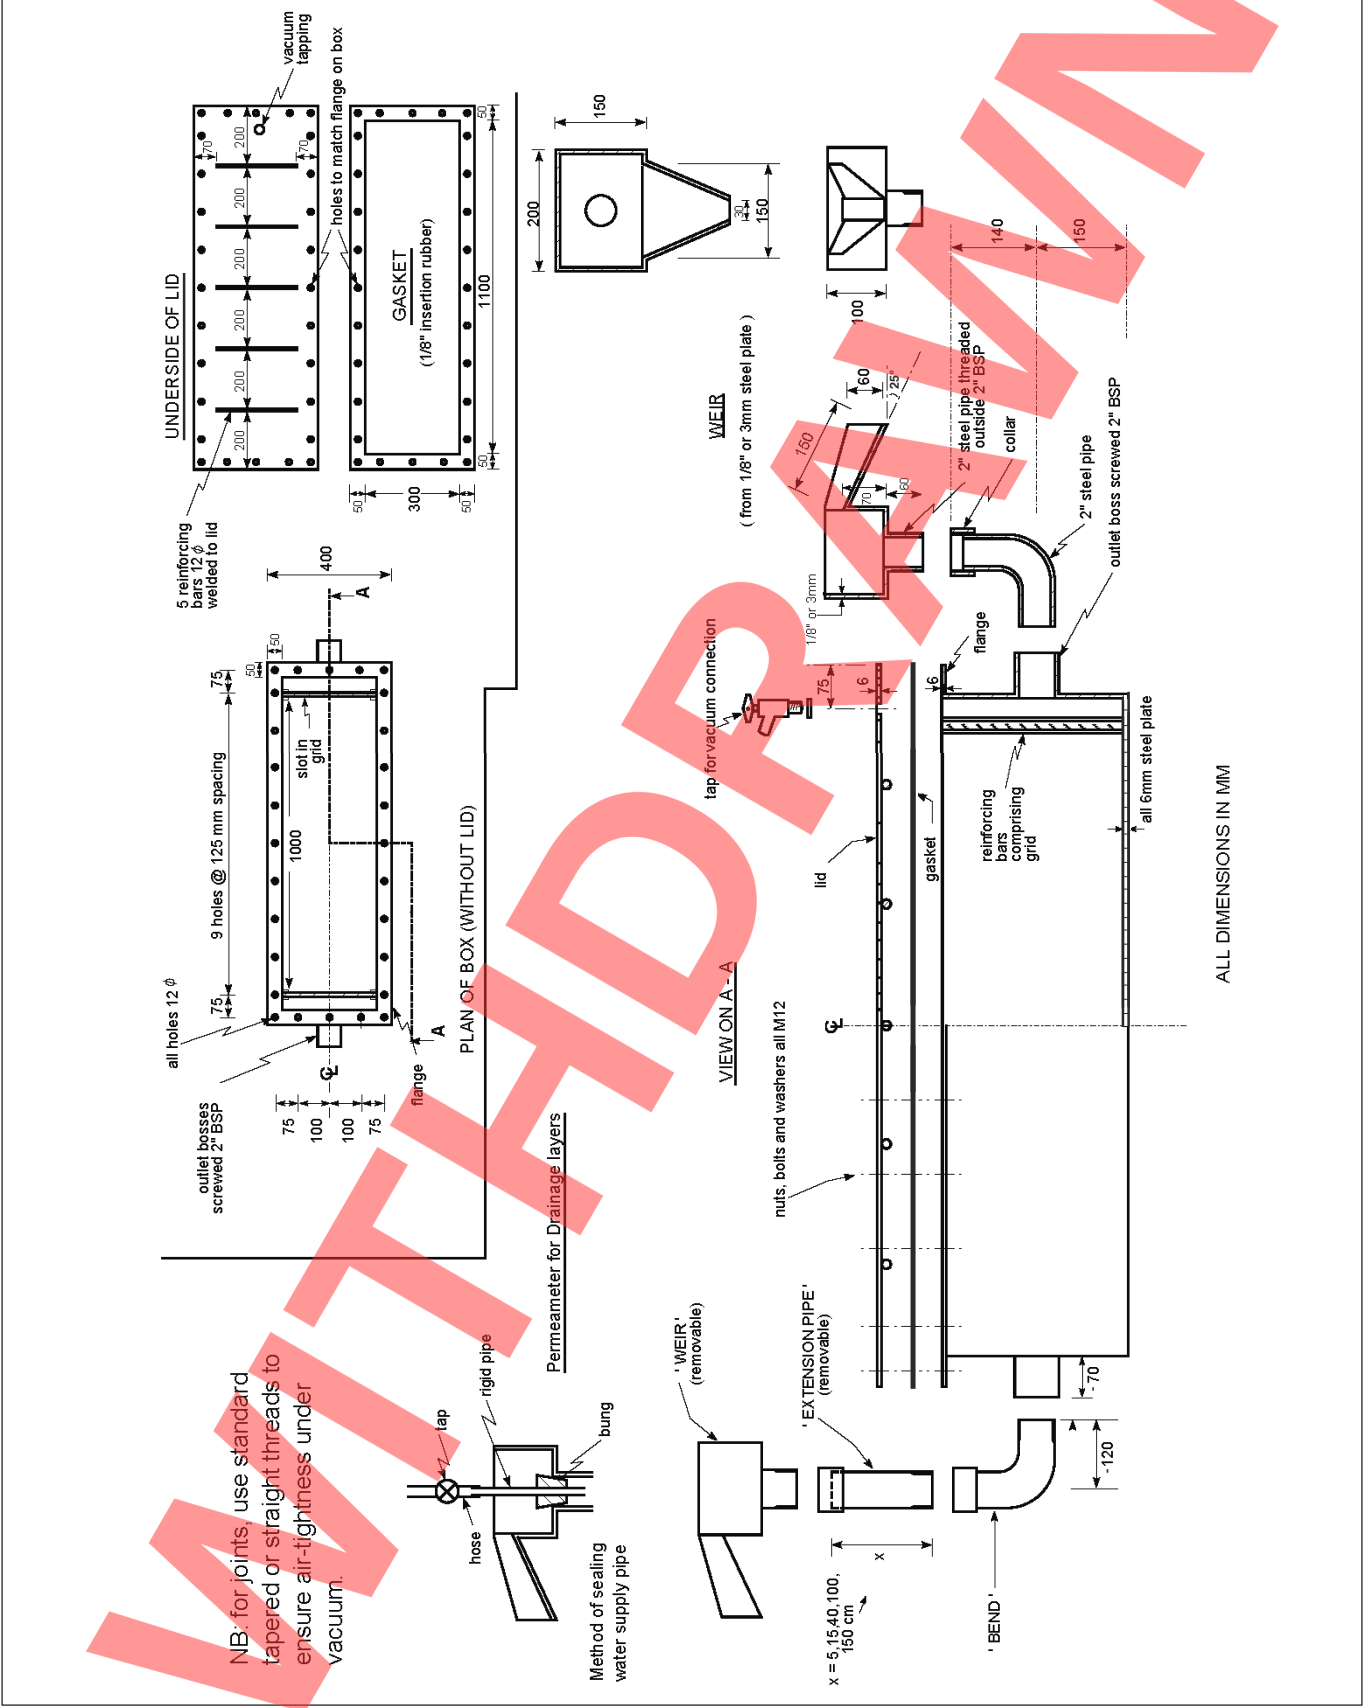 NB: for joints, use standard
tapered or straight threads to
ensure air-tightness under
vacuum.
outlet bosses
screwed 2" BSP
all holes 12 ϕ
75
9 holes @ 125 mm spacing
75
50
50
1000
slot in
grid
400
A
A
75
100
100
75
℄
flange
PLAN OF BOX (WITHOUT LID)
5 reinforcing
bars 12 ϕ
welded to lid
UNDERSIDE OF LID
200
200
200
200
200
200
70
70
vacuum
tapping
holes to match flange on box
GASKET
(1/8" insertion rubber)
1100
50
50
50
300
50
Permeameter for Drainage layers
tap
hose
rigid pipe
bung
Method of sealing
water supply pipe
' WEIR '
(removable)
' EXTENSION PIPE '
(removable)
x
x = 5,15,40,100,
150 cm
' BEND '
-120
-70
VIEW ON A - A
℄
nuts, bolts and washers all M12
lid
gasket
tap for vacuum connection
75
6
6
flange
reinforcing
bars
comprising
grid
all 6mm steel plate
WEIR
( from 1/8" or 3mm steel plate )
200
150
30
150
100
150
60
25°
70
60
1/8" or 3mm
2" steel pipe threaded
outside 2" BSP
collar
140
150
2" steel pipe
outlet boss screwed 2" BSP
ALL DIMENSIONS IN MM
WITHDRAWN